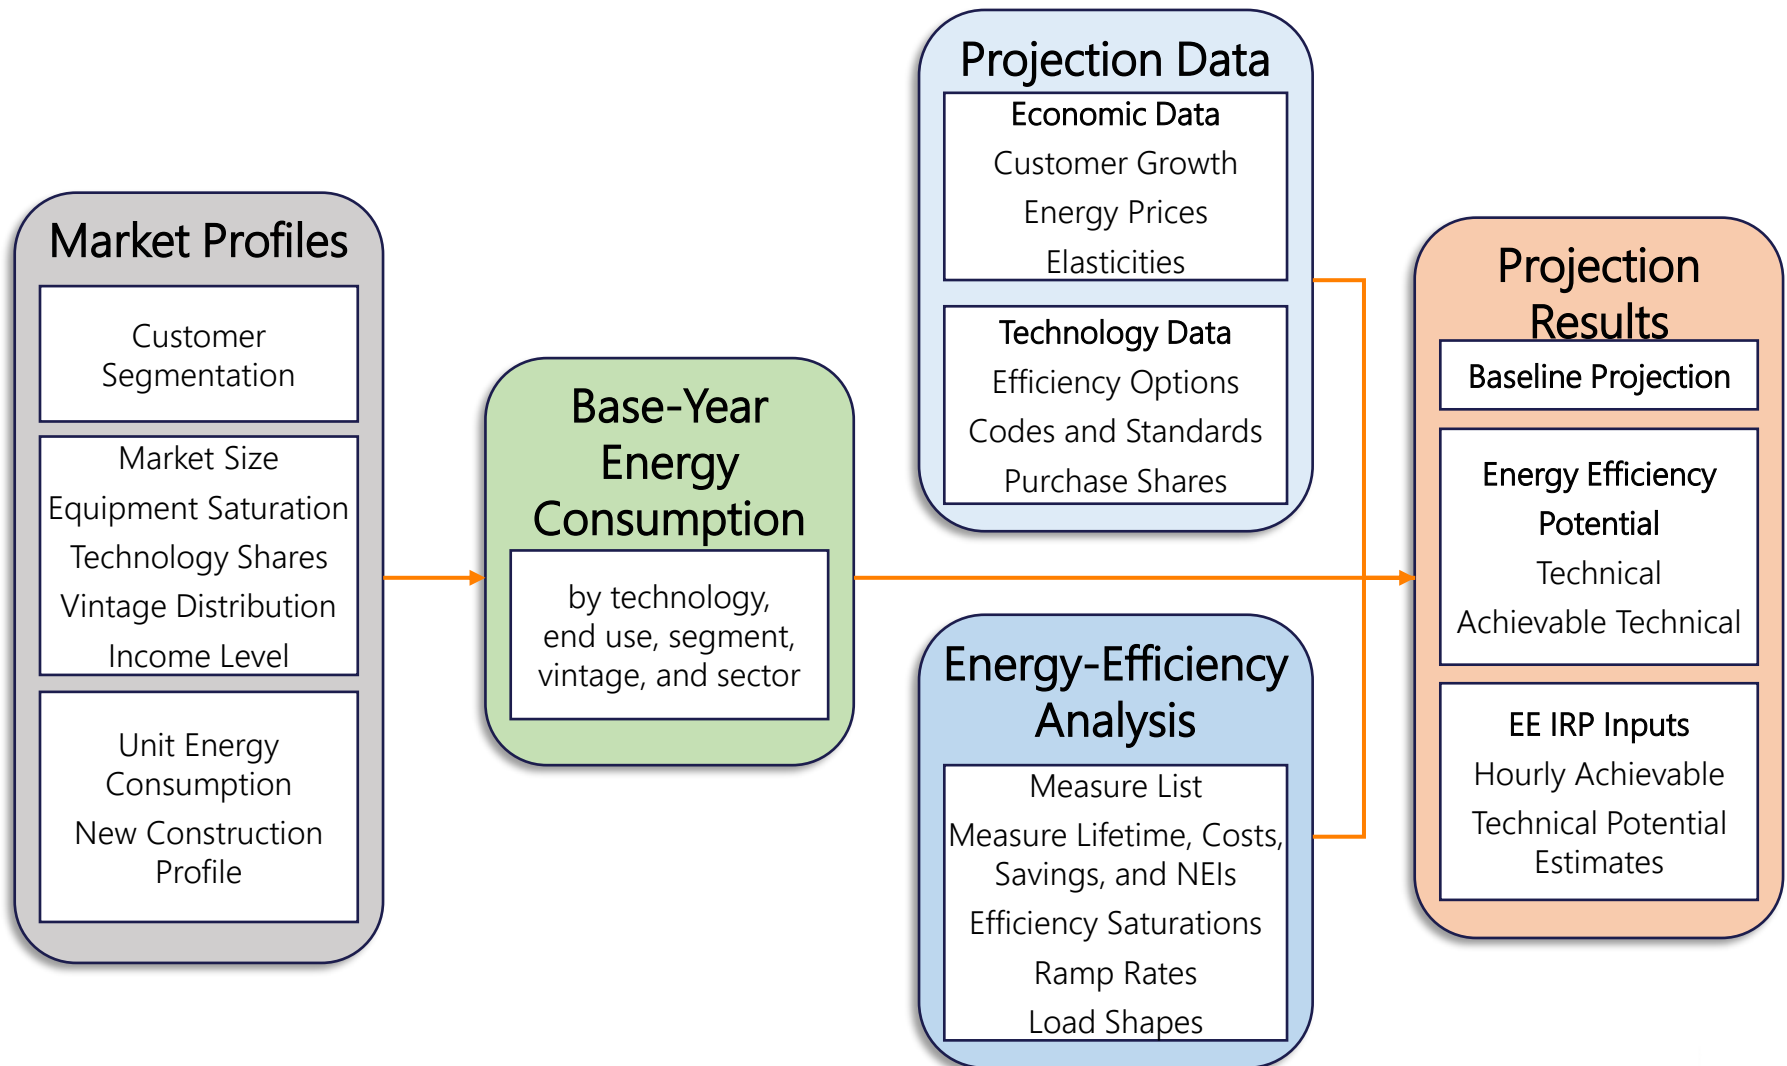 Market Profiles
Customer
Segmentation
Market Size
Equipment Saturation
Technology Shares
Vintage Distribution
Income Level
Unit Energy
Consumption
New Construction
Profile
Base-Year
Energy
Consumption
by technology,
end use, segment,
vintage, and sector
Projection Data
Economic Data
Customer Growth
Energy Prices
Elasticities
Technology Data
Efficiency Options
Codes and Standards
Purchase Shares
Energy-Efficiency
Analysis
Measure List
Measure Lifetime, Costs,
Savings, and NEIs
Efficiency Saturations
Ramp Rates
Load Shapes
Projection
Results
Baseline Projection
Energy Efficiency
Potential
Technical
Achievable Technical
EE IRP Inputs
Hourly Achievable
Technical Potential
Estimates